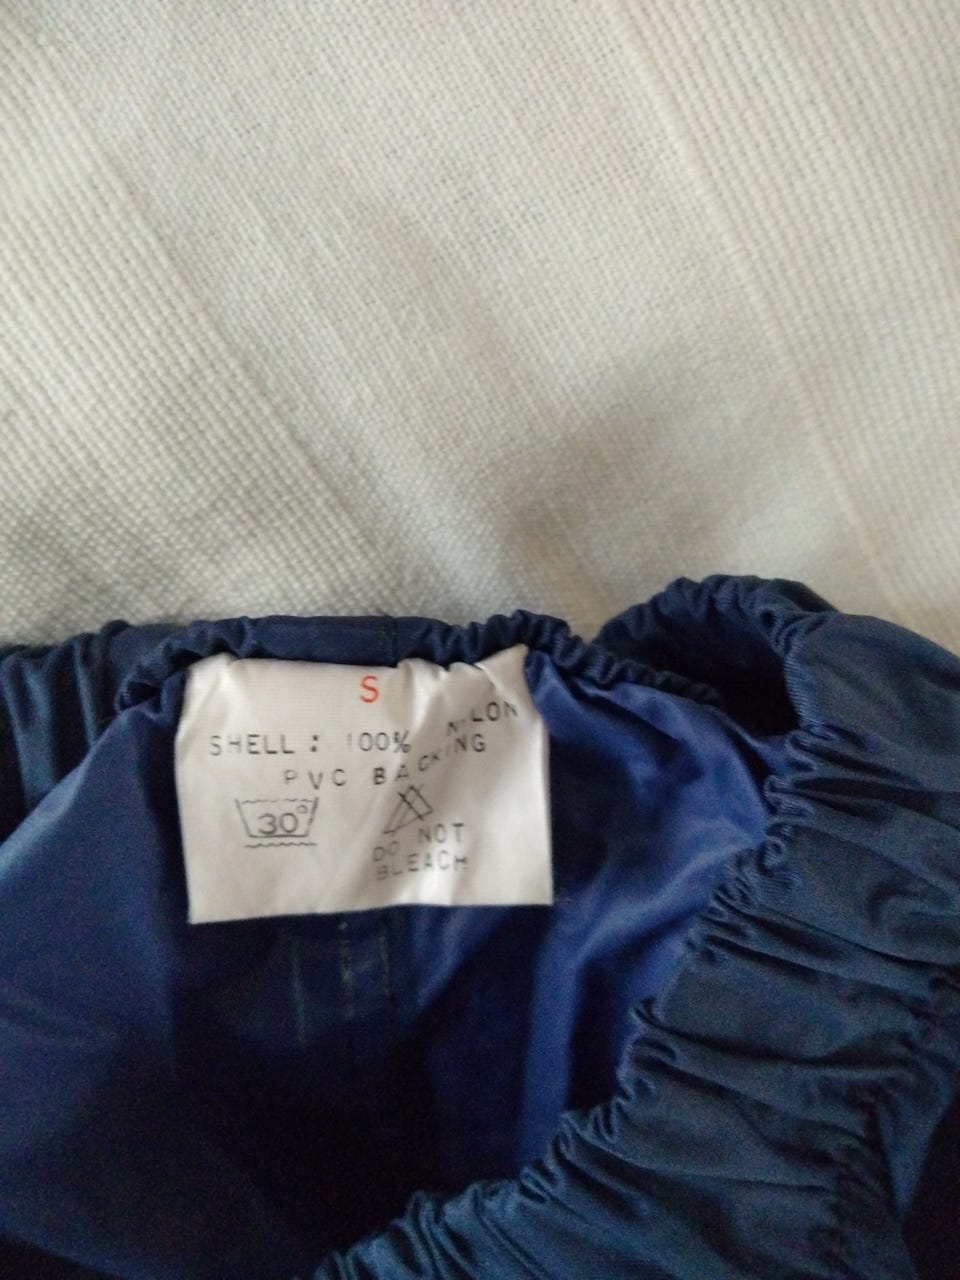 S
SHELL: 100% NYLON
PVC BACKING
30°
DO NOT
BLEACH